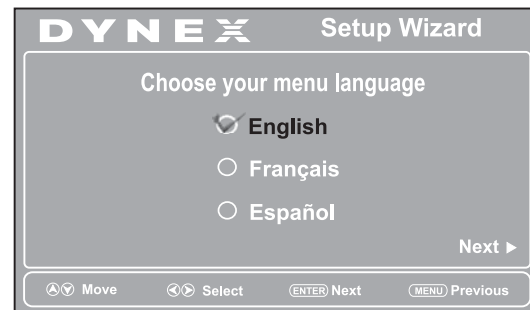 DYNEX Setup Wizard
Choose your menu language
English
Français
Español
Next
Move Select ENTER Next MENU Previous